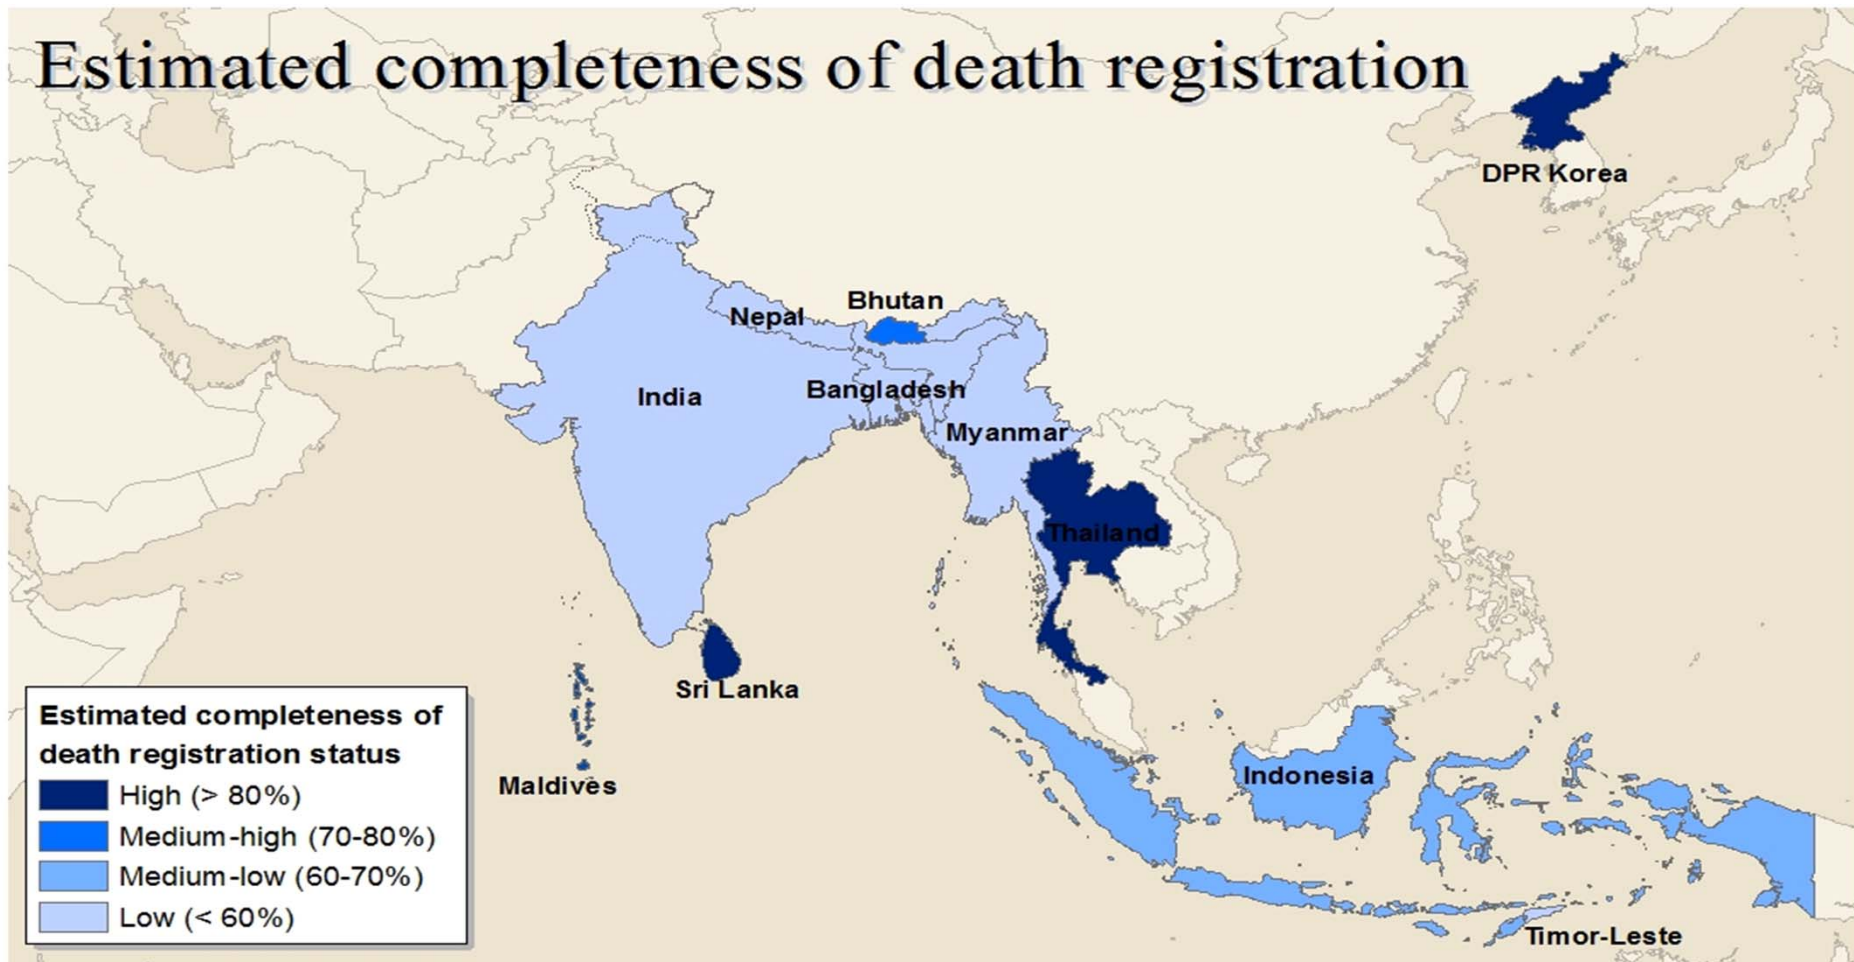 Estimated completeness of death registration
DPR Korea
Bhutan
Nepal
Bangladesh
India
Myanmar
Thailand
Sri Lanka
Maldives
Indonesia
Timor-Leste
Estimated completeness of
death registration status
High (> 80%)
Medium-high (70-80%)
Medium-low (60-70%)
Low (< 60%)